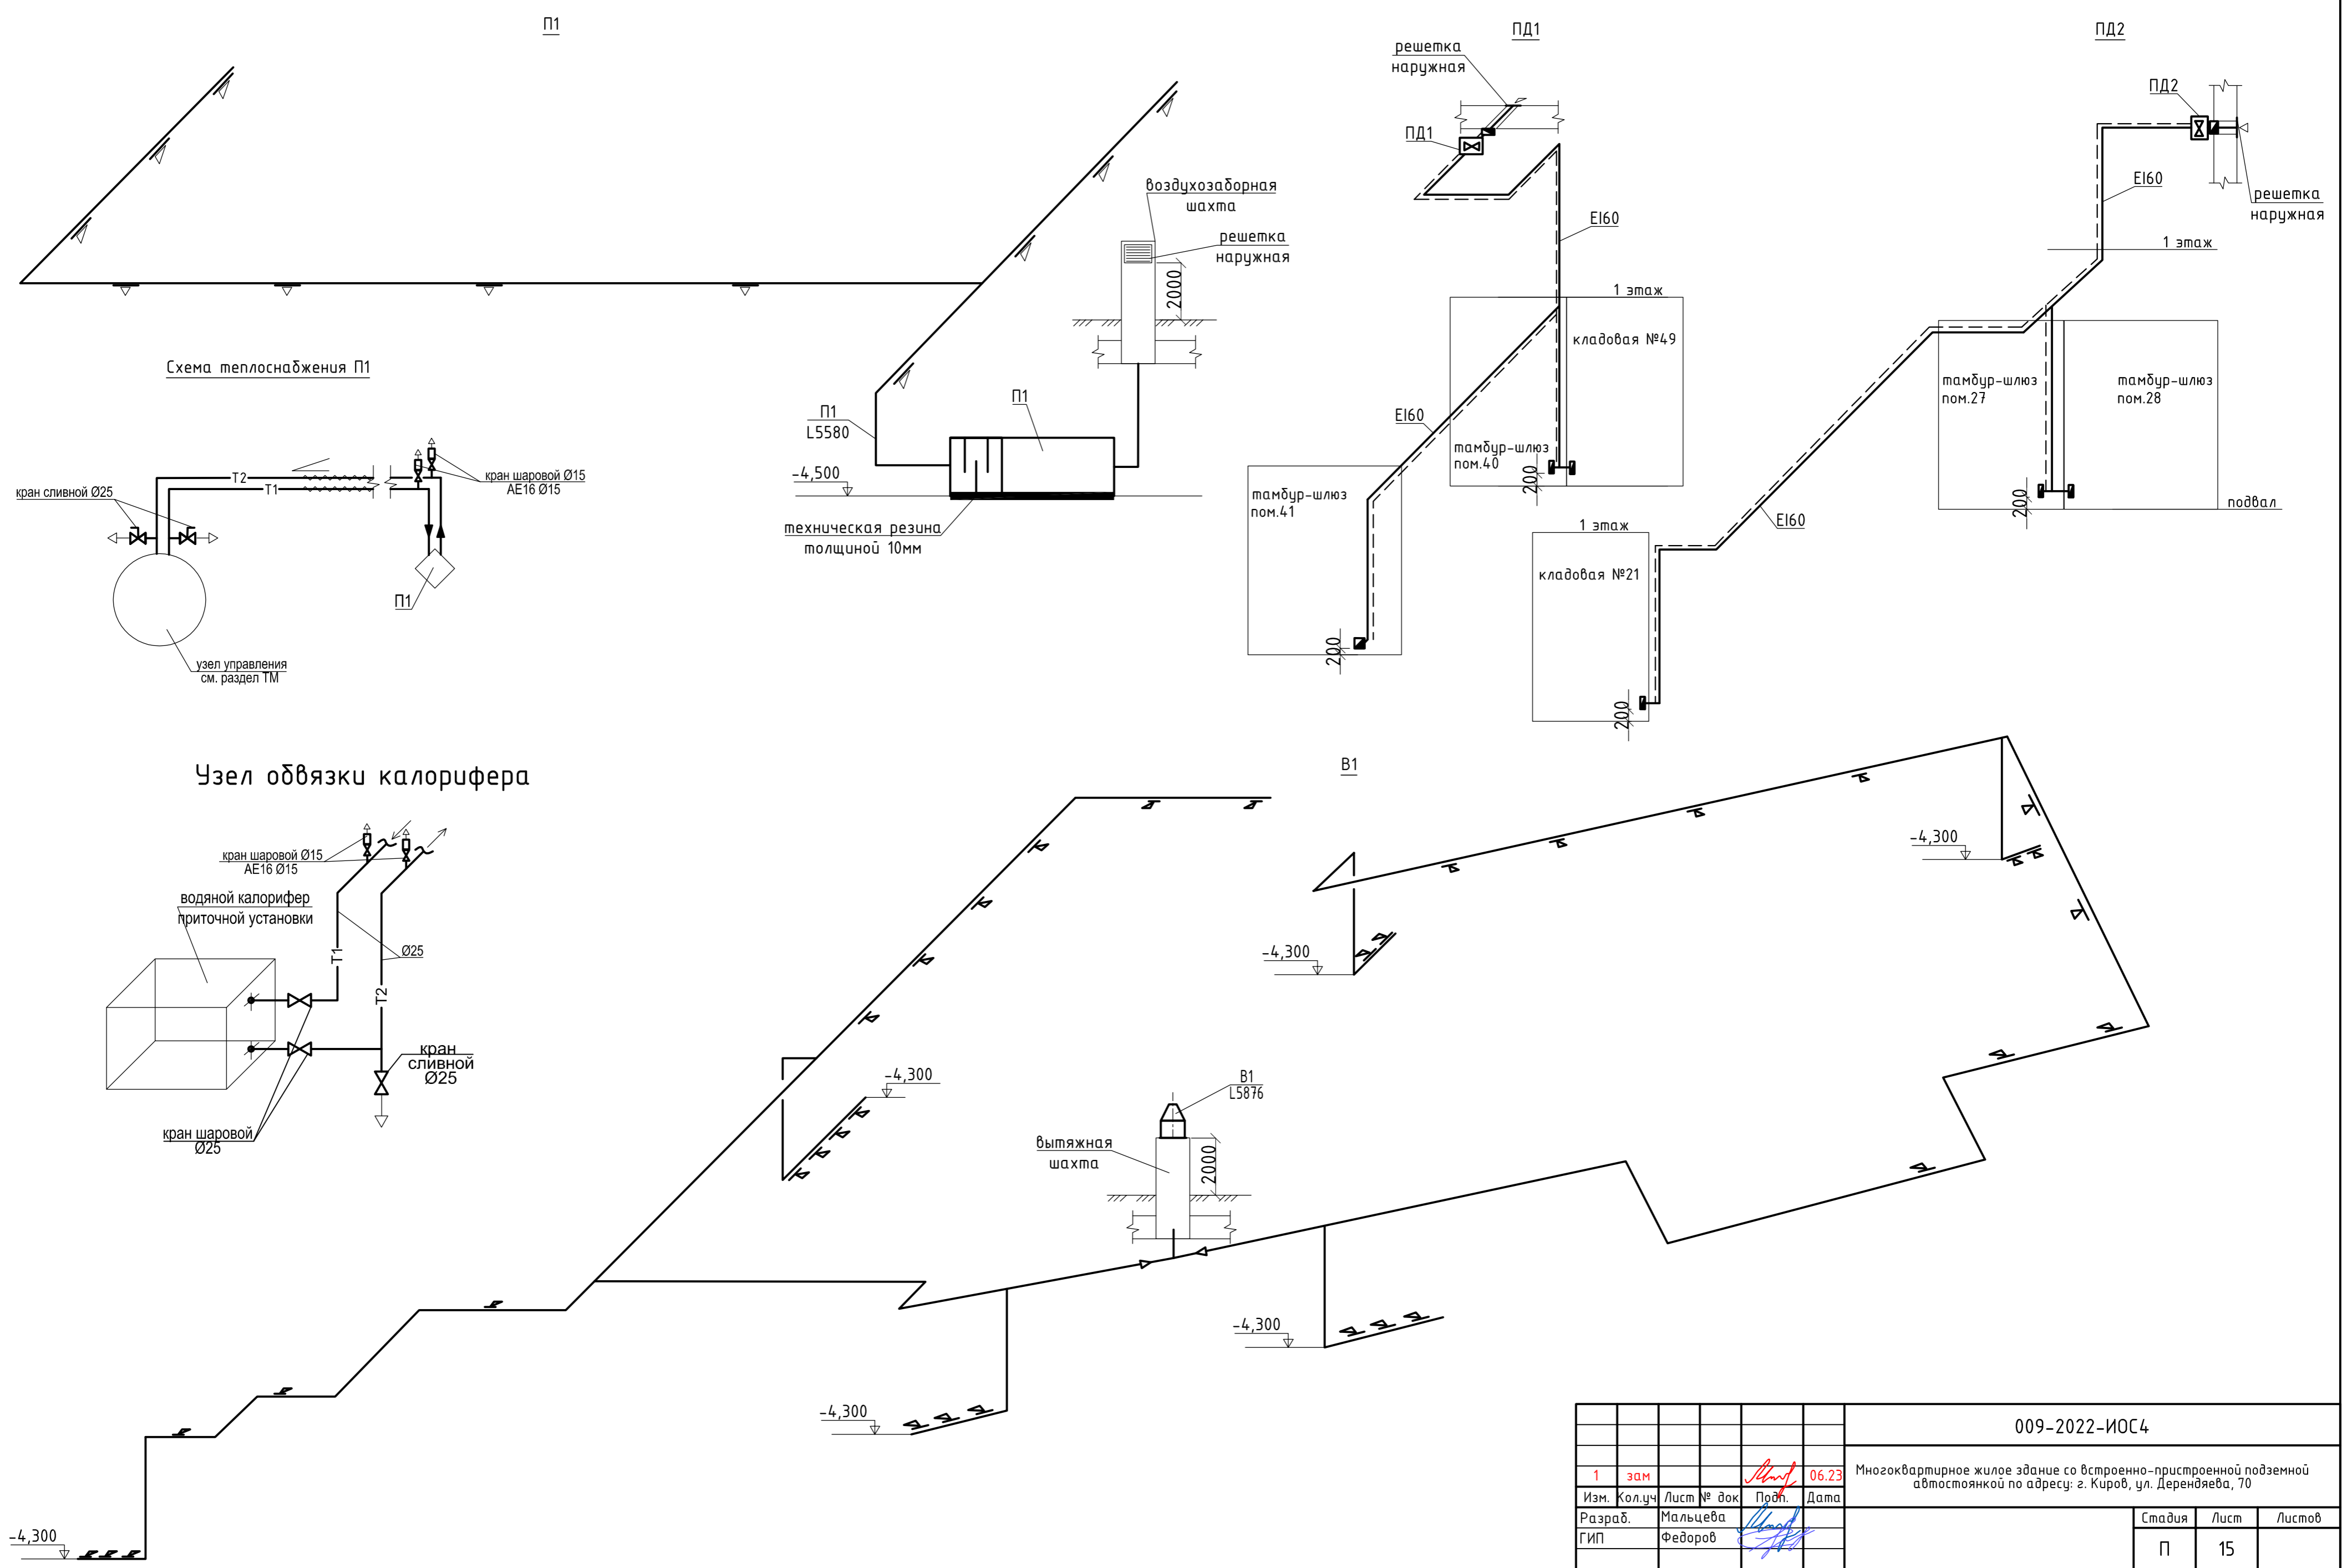 П1
воздухозаборная
шахта
решетка
наружная
2000
П1
L5580
П1
-4,500
техническая резина
толщиной 10мм
Схема теплоснабжения П1
T2
T1
кран шаровой Ø15
АЕ16 Ø15
кран сливной Ø25
П1
узел управления
см. раздел ТМ
ПД1
решетка
наружная
ПД1
EI60
1 этаж
кладовая №49
EI60
тамбур-шлюз
пом.40
200
тамбур-шлюз
пом.41
200
ПД2
ПД2
EI60
решетка
наружная
1 этаж
тамбур-шлюз
пом.27
тамбур-шлюз
пом.28
200
подвал
EI60
1 этаж
кладовая №21
200
Узел обвязки калорифера
кран шаровой Ø15
АЕ16 Ø15
водяной калорифер
приточной установки
T1
Ø25
T2
кран
сливной
Ø25
кран шаровой
Ø25
В1
-4,300
-4,300
-4,300
В1
L5876
вытяжная
шахта
2000
-4,300
-4,300
-4,300
009-2022-ИОС4
1 зам 06.23
Многоквартирное жилое здание со встроенно-пристроенной подземной
автостоянкой по адресу: г. Киров, ул. Дерендяева, 70
Изм. Кол.уч Лист № док Подп. Дата
Разраб. Мальцева
ГИП Федоров
Стадия Лист Листов
П 15